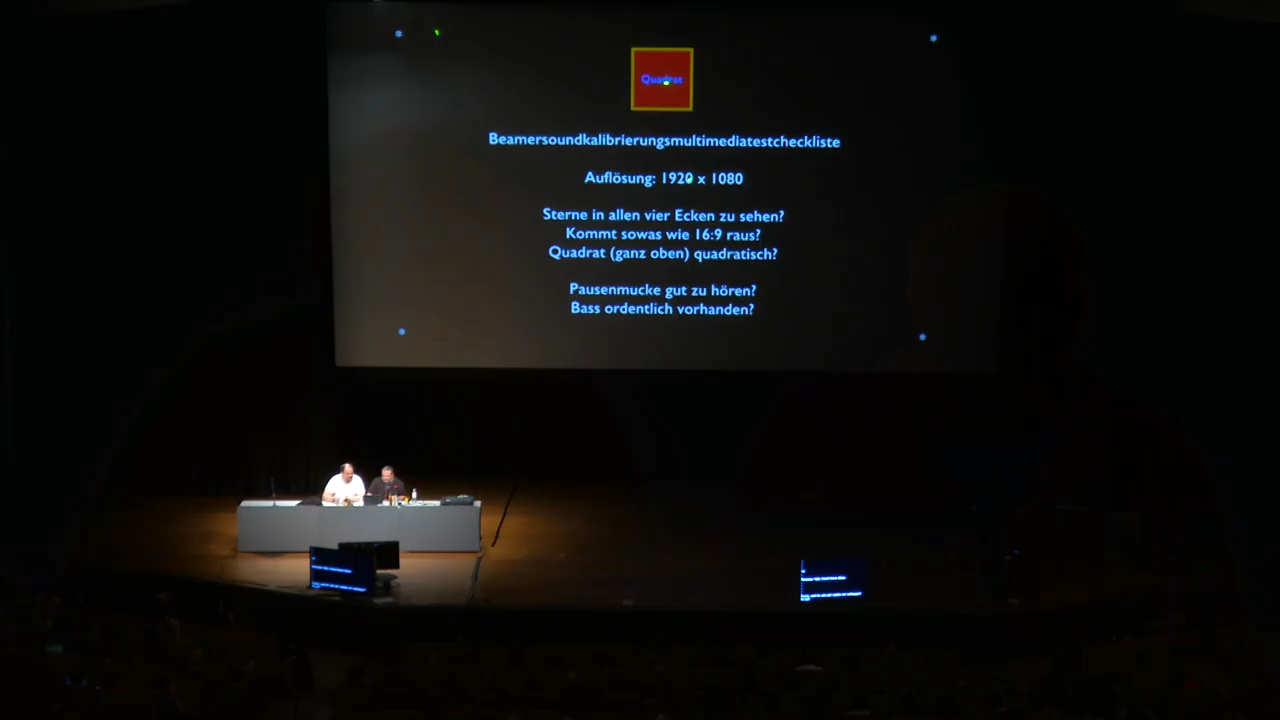 Quadrat
Beamersoundkalibrierungsmultimediatestcheckliste
Auflösung: 1920 x 1080
Sterne in allen vier Ecken zu sehen?
Kommt sowas wie 16:9 raus?
Quadrat (ganz oben) quadratisch?
Pausenmucke gut zu hören?
Bass ordentlich vorhanden?